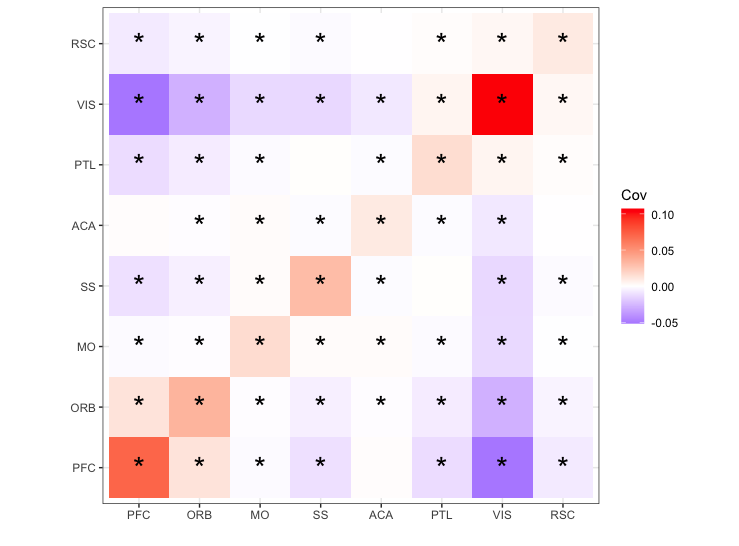 RSC * * * * * * *
VIS * * * * * * * *
PTL * * * * * * *
ACA * * * * * * 
SS * * * * * * *
MO * * * * * * * *
ORB * * * * * * * *
PFC * * * * * * *
PFC ORB MO SS ACA PTL VIS RSC
Cov
0.10
0.05
0.00
-0.05